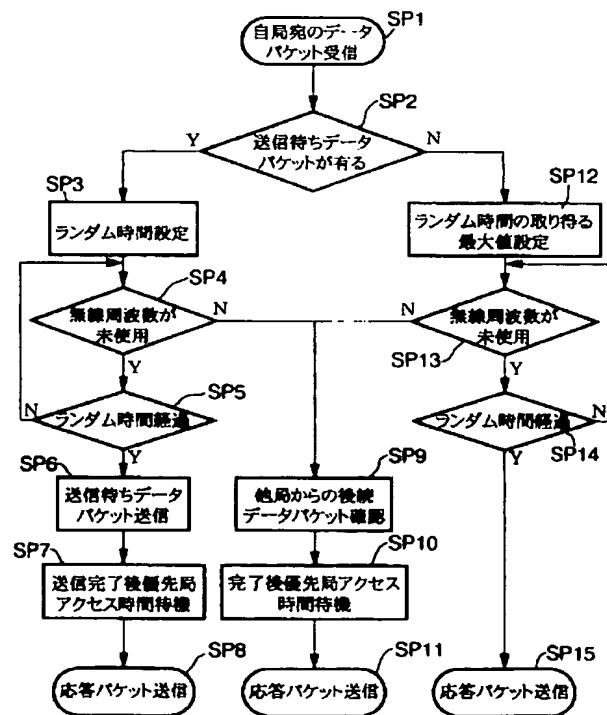 SP1
自局宛のデータ
パケット受信
SP2
送信待ちデータ
パケットが有る
Y
N
SP3
ランダム時間設定
SP12
ランダム時間の取り得る
最大値設定
SP4
無線周波数が
未使用
N
Y
N
無線周波数が
未使用
SP13
Y
SP5
ランダム時間経過
N
Y
ランダム時間経過
N
SP14
Y
SP6
送信待ちデータ
パケット送信
SP9
他局からの後続
データパケット確認
SP7
送信完了後優先局
アクセス時間待機
SP10
完了後優先局アクセス
時間待機
SP8
応答パケット送信
SP11
応答パケット送信
SP15
応答パケット送信